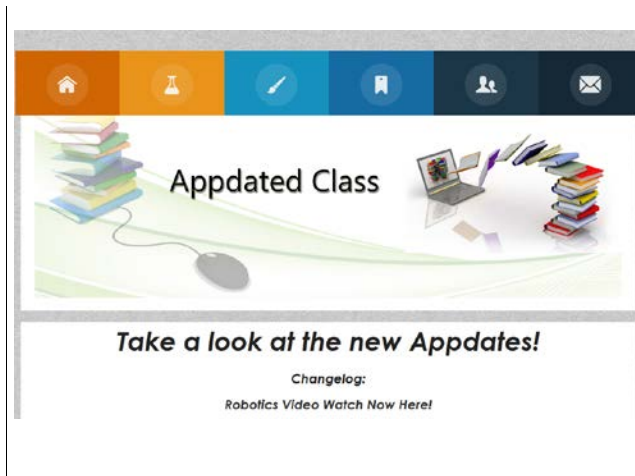 Appdated Class
Take a look at the new Appdates!
Changelog:
Robotics Video Watch Now Here!